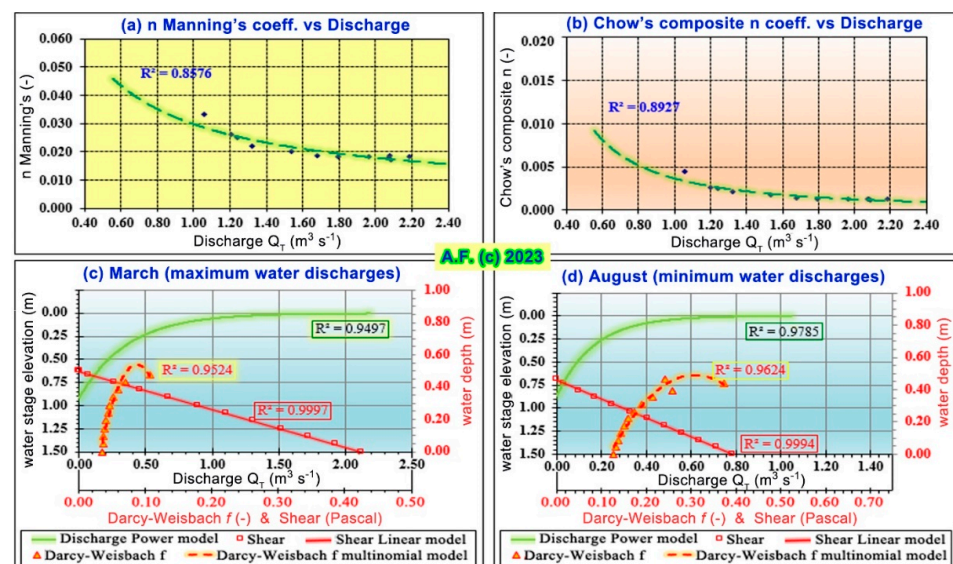 (a) n Manning's coeff. vs Discharge
0.060
0.050
0.040
0.030
0.020
0.010
0.000
n Manning's (-)
R² = 0.8576
0.40 0.60 0.80 1.00 1.20 1.40 1.60 1.80 2.00 2.20 2.40
Discharge Q_T (m³ s⁻¹)
(b) Chow's composite n coeff. vs Discharge
0.020
0.015
0.010
0.005
0.000
Chow's composite n (-)
R² = 0.8927
0.40 0.60 0.80 1.00 1.20 1.40 1.60 1.80 2.00 2.20 2.40
Discharge Q_T (m³ s⁻¹)
A.F. (c) 2023
(c) March (maximum water discharges)
0.00
0.25
0.50
0.75
1.00
1.25
1.50
water stage elevation (m)
R² = 0.9497
R² = 0.9524
R² = 0.9997
1.00
0.80
0.60
0.40
0.20
0.00
water depth (m)
0.00 0.50 1.00 1.50 2.00 2.50
Discharge Q_T (m³ s⁻¹)
0.00 0.10 0.20 0.30 0.40 0.50
Darcy-Weisbach f (-) & Shear (Pascal)
Discharge Power model Shear Shear Linear model
Darcy-Weisbach f Darcy-Weisbach f multinomial model
(d) August (minimum water discharges)
0.00
0.25
0.50
0.75
1.00
1.25
1.50
water stage elevation (m)
R² = 0.9785
R² = 0.9624
R² = 0.9994
1.00
0.80
0.60
0.40
0.20
0.00
water depth (m)
0.00 0.20 0.40 0.60 0.80 1.00 1.20 1.40
Discharge Q_T (m³ s⁻¹)
0.00 0.10 0.20 0.30 0.40 0.50 0.60 0.70
Darcy-Weisbach f (-) & Shear (Pascal)
Discharge Power model Shear Shear Linear model
Darcy-Weisbach f Darcy-Weisbach f multinomial model